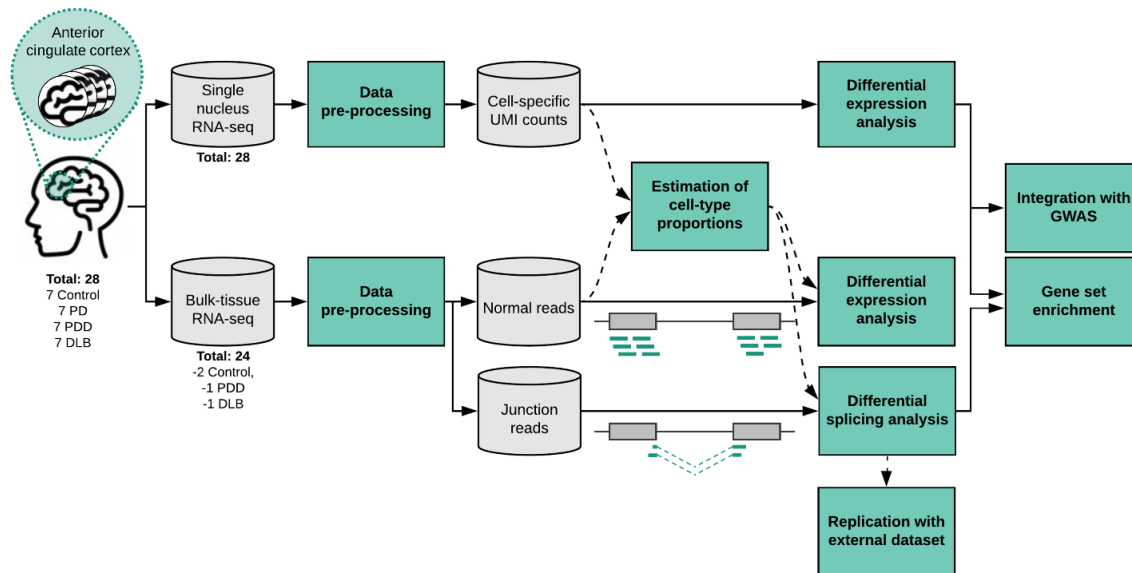 Anterior
cingulate cortex
Total: 28
7 Control
7 PD
7 PDD
7 DLB
Single
nucleus
RNA-seq
Total: 28
Data
pre-processing
Cell-specific
UMI counts
Differential
expression
analysis
Estimation of
cell-type
proportions
Integration with
GWAS
Bulk-tissue
RNA-seq
Total: 24
-2 Control,
-1 PDD
-1 DLB
Data
pre-processing
Normal reads
Differential
expression
analysis
Gene set
enrichment
Junction
reads
Differential
splicing analysis
Replication with
external dataset